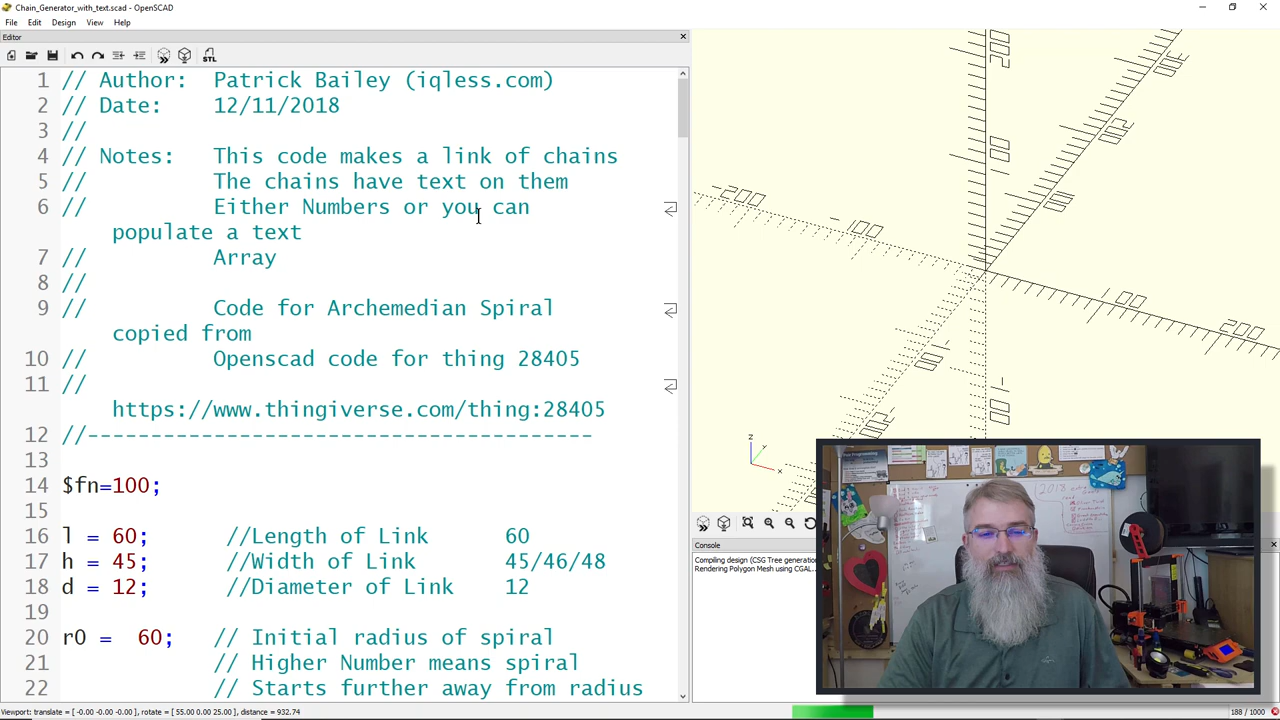 Chain_Generator_with_text.scad - OpenSCAD
File Edit Design View Help
Editor
STL
1 // Author: Patrick Bailey (iqless.com)
2 // Date: 12/11/2018
3 //
4 // Notes: This code makes a link of chains
5 // The chains have text on them
6 // Either Numbers or you can
populate a text
7 // Array
8 //
9 // Code for Archemedian Spiral
copied from
10 // Openscad code for thing 28405
11 //
https://www.thingiverse.com/thing:28405
12 //----------------------------------------
13
14 $fn=100;
15
16 l = 60; //Length of Link 60
17 h = 45; //Width of Link 45/46/48
18 d = 12; //Diameter of Link 12
19
20 r0 = 60; // Initial radius of spiral
21 // Higher Number means spiral
22 // Starts further away from radius
-200
-100
100
200
z
y
x
Console
Compiling design (CSG Tree generation
Rendering Polygon Mesh using CGAL...
2018
Viewport: translate = [ -0.00 -0.00 -0.00 ], rotate = [ 55.00 0.00 25.00 ], distance = 932.74
188 / 1000